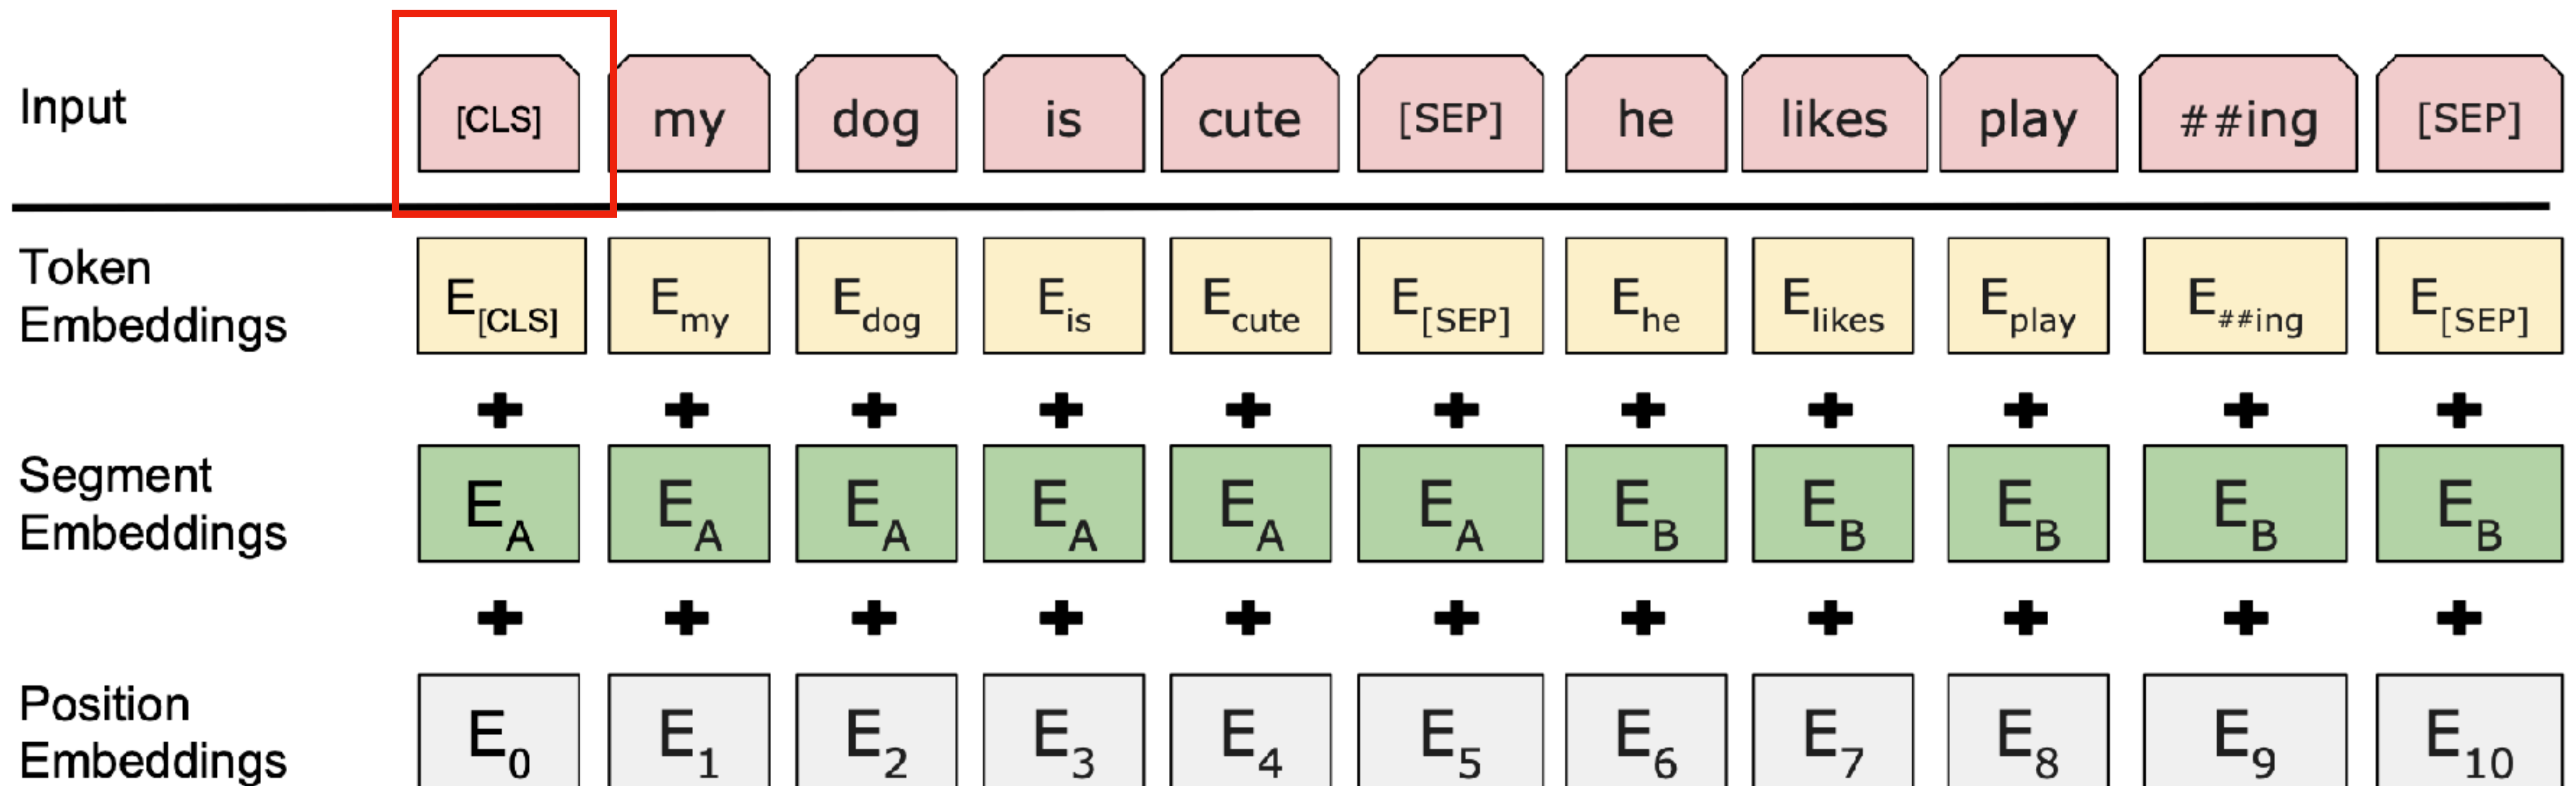 Input [CLS] my dog is cute [SEP] he likes play ##ing [SEP]
Token
Embeddings E[CLS] Emy Edog Eis Ecute E[SEP] Ehe Elikes Eplay E##ing E[SEP]
+ + + + + + + + + + +
Segment
Embeddings EA EA EA EA EA EA EB EB EB EB EB
+ + + + + + + + + + +
Position
Embeddings E0 E1 E2 E3 E4 E5 E6 E7 E8 E9 E10